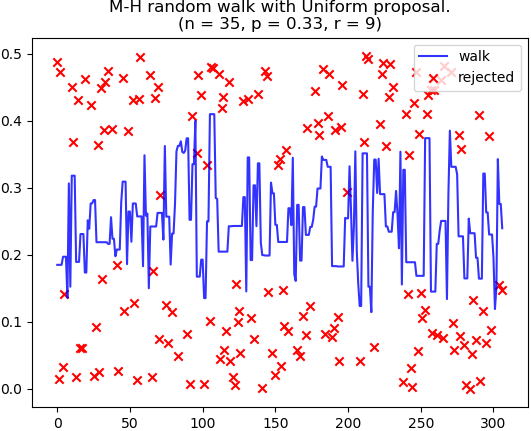 M-H random walk with Uniform proposal.
(n = 35, p = 0.33, r = 9)
walk
rejected
0.5
0.4
0.3
0.2
0.1
0.0
0 50 100 150 200 250 300